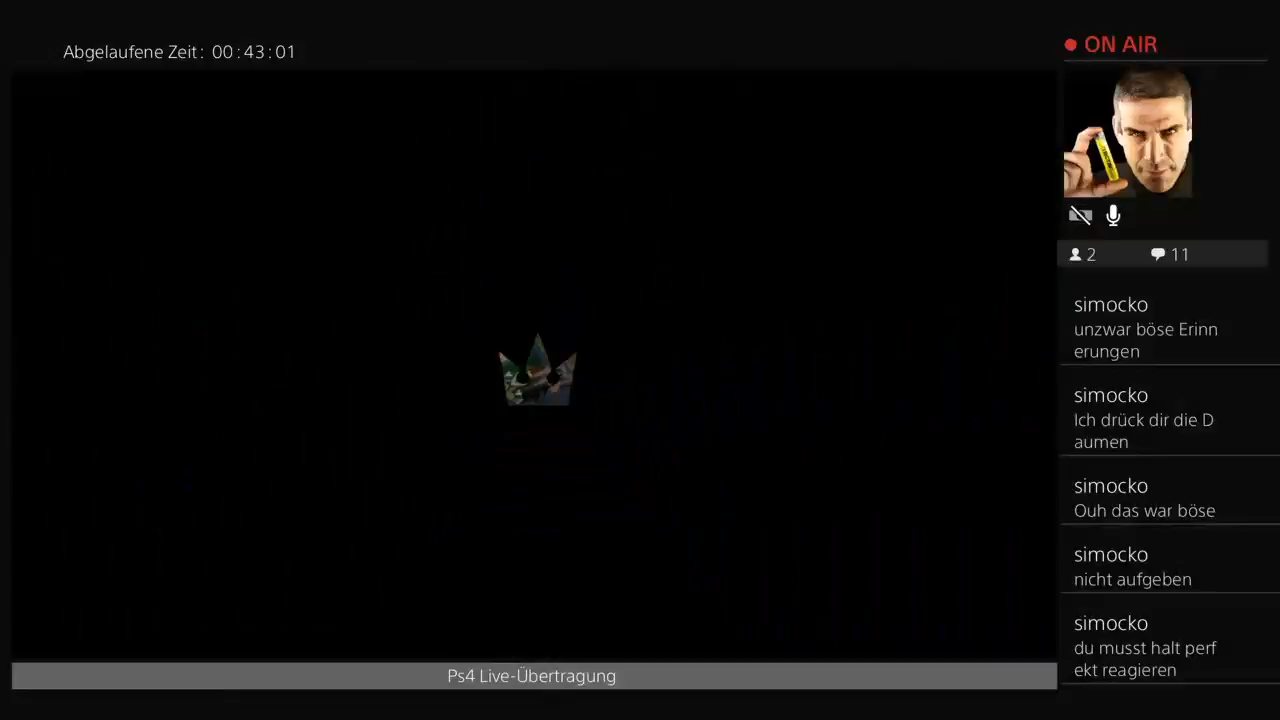 Abgelaufene Zeit: 00:43:01
ON AIR
2
11
simocko
unzwar böse Erinn
erungen
simocko
Ich drück dir die D
aumen
simocko
Ouh das war böse
simocko
nicht aufgeben
simocko
du musst halt perf
ekt reagieren
Ps4 Live-Übertragung